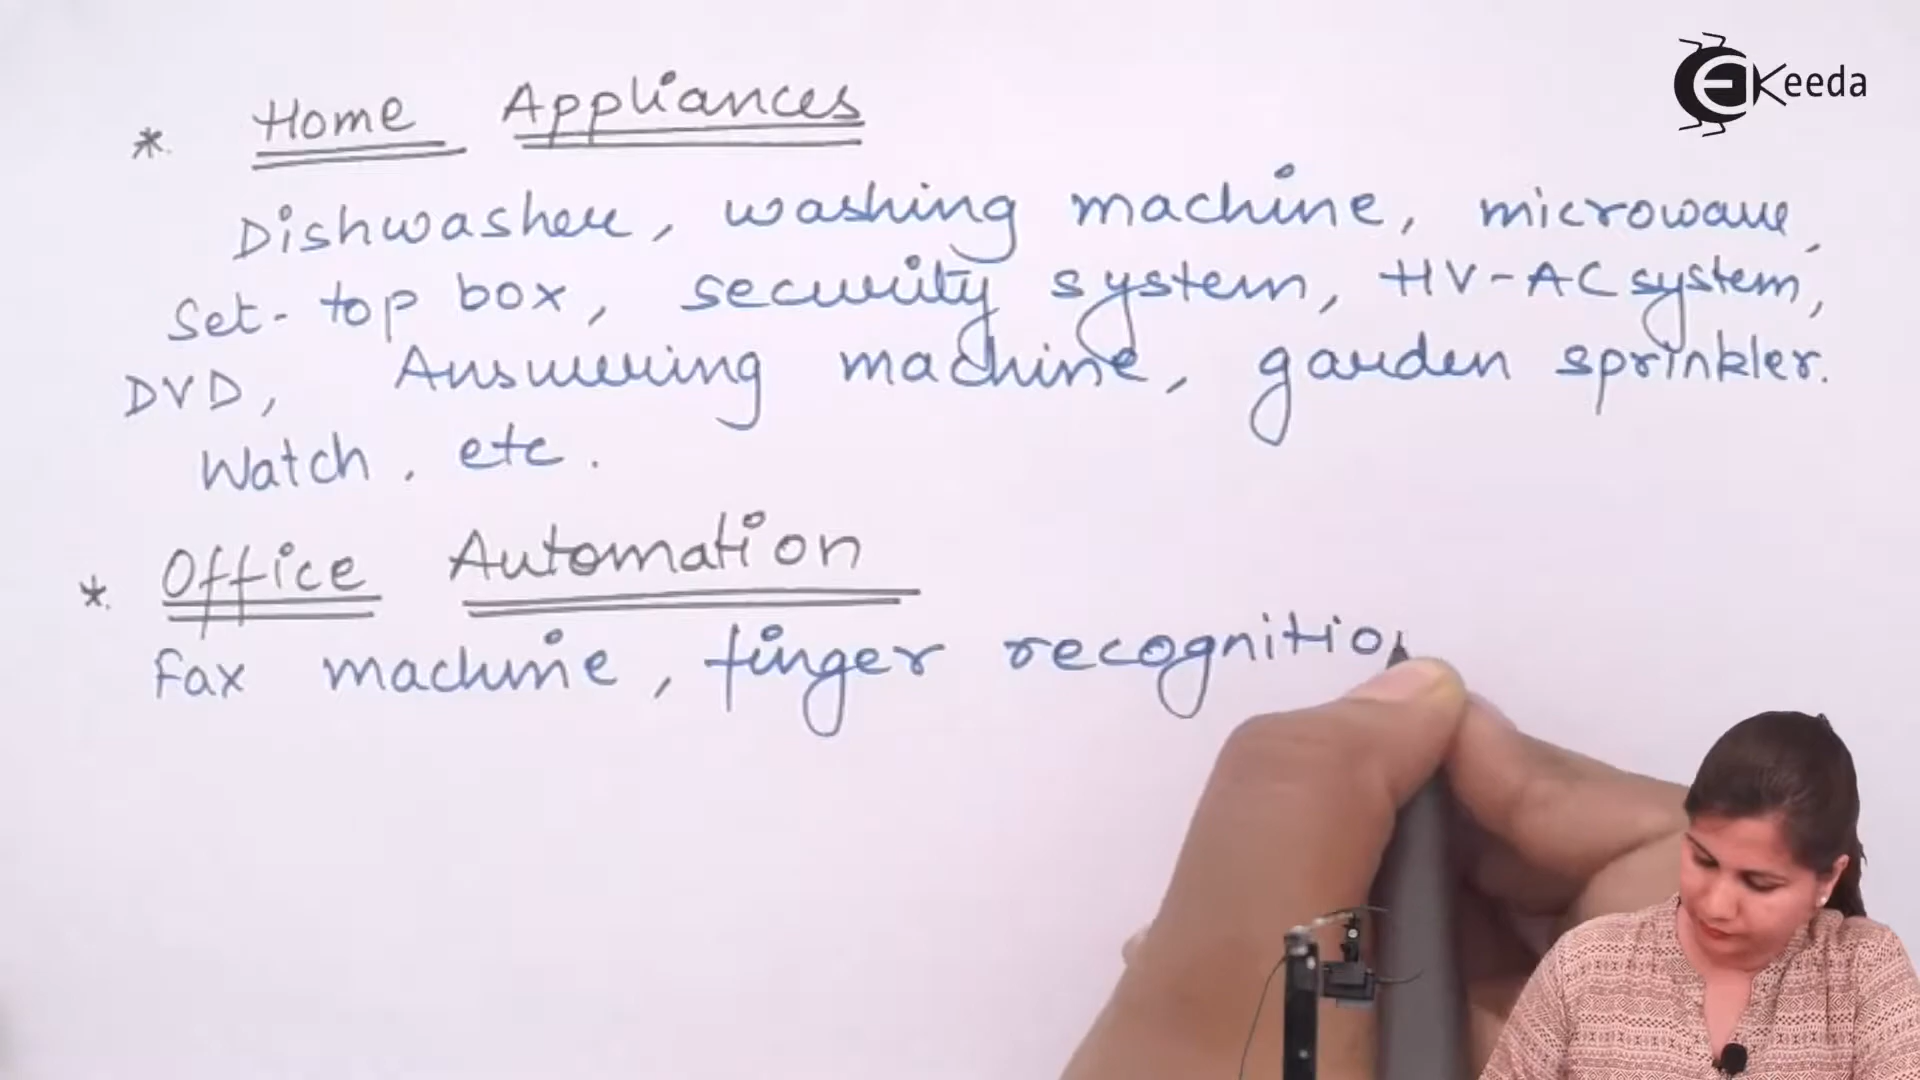 EKeeda
* Home Appliances
Dishwasher, washing machine, microwave,
Set-top box, security system, HV-AC system,
DVD, Answering machine, garden sprinkler.
Watch, etc.
* Office Automation
Fax machine, finger recognition